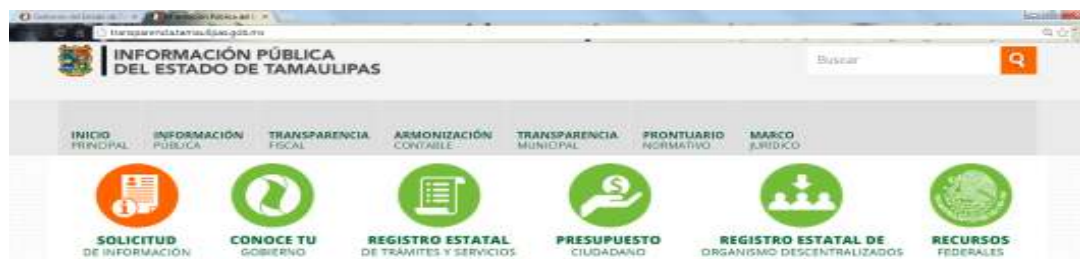 transparencia.tamaulipas.gob.mx
INFORMACIÓN PÚBLICA
DEL ESTADO DE TAMAULIPAS
Buscar
INICIO
PRINCIPAL
INFORMACIÓN
PÚBLICA
TRANSPARENCIA
FISCAL
ARMONIZACIÓN
CONTABLE
TRANSPARENCIA
MUNICIPAL
PRONTUARIO
NORMATIVO
MARCO
JURÍDICO
SOLICITUD
DE INFORMACIÓN
CONOCE TU
GOBIERNO
REGISTRO ESTATAL
DE TRÁMITES Y SERVICIOS
PRESUPUESTO
CIUDADANO
REGISTRO ESTATAL DE
ORGANISMO DESCENTRALIZADOS
RECURSOS
FEDERALES